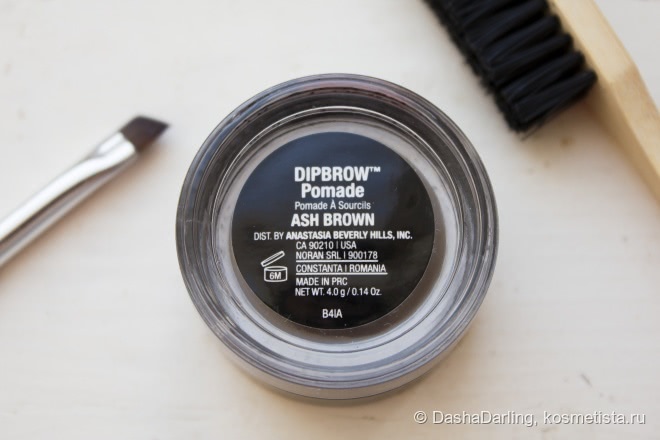 DIPBROW™
Pomade
Pomade À Sourcils
ASH BROWN
DIST. BY ANASTASIA BEVERLY HILLS, INC.
CA 90210 | USA
NORAN SRL | 900178
CONSTANTA | ROMANIA
6M
MADE IN PRC
NET WT. 4.0 g / 0.14 Oz.
B4IA
© DashaDarling, kosmetista.ru